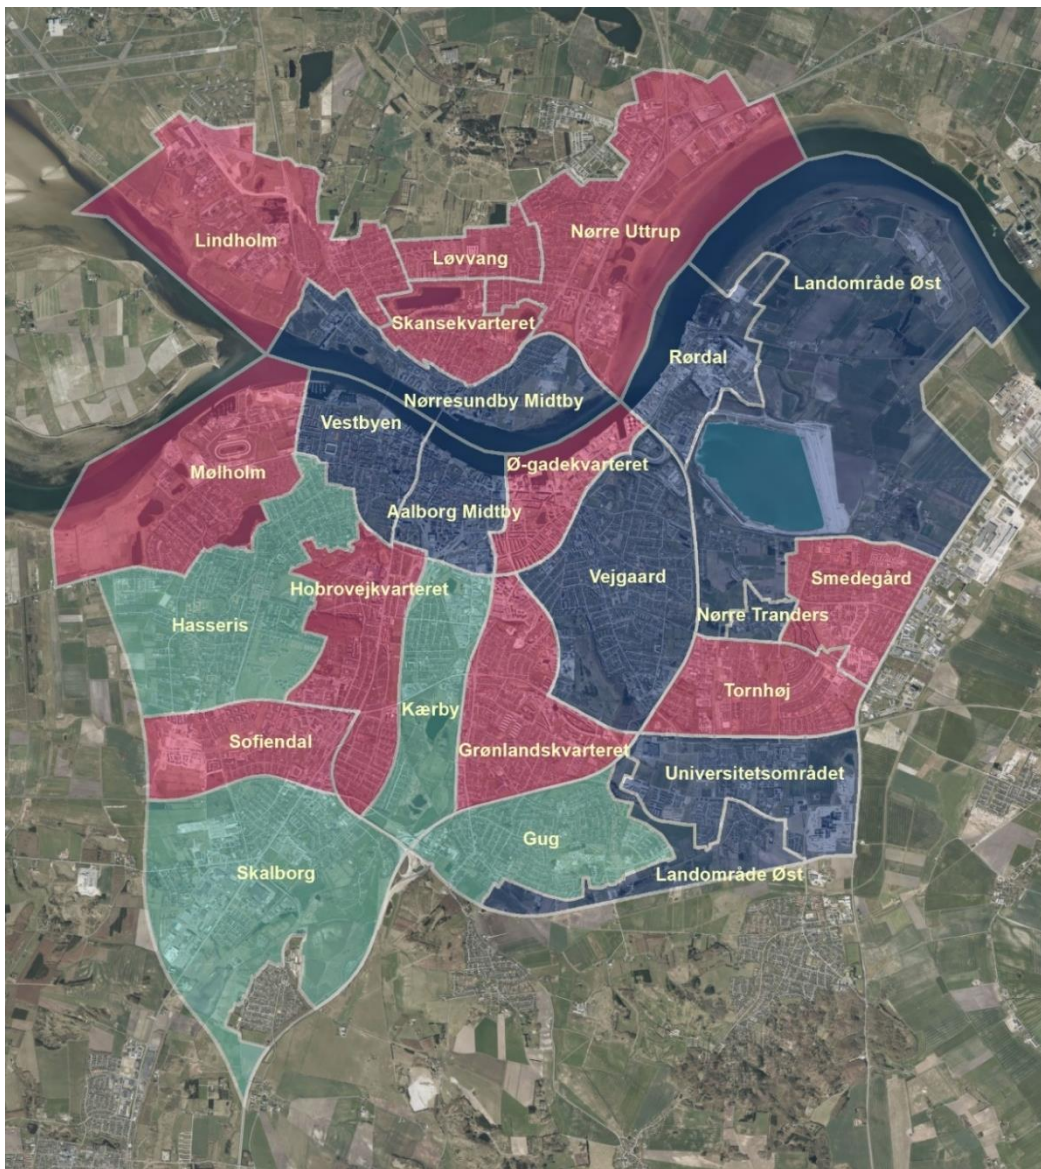 Nørre Uttrup
Lindholm
Løvvang
Landområde Øst
Skansekvarteret
Rørdal
Nørresundby Midtby
Vestbyen
Ø-gadekvarteret
Mølholm
Aalborg Midtby
Vejgaard
Smedegård
Hobrovejkvarteret
Nørre Tranders
Hasseris
Tornhøj
Kærby
Sofiendal
Grønlandskvarteret
Universitetsområdet
Gug
Skalborg
Landområde Øst